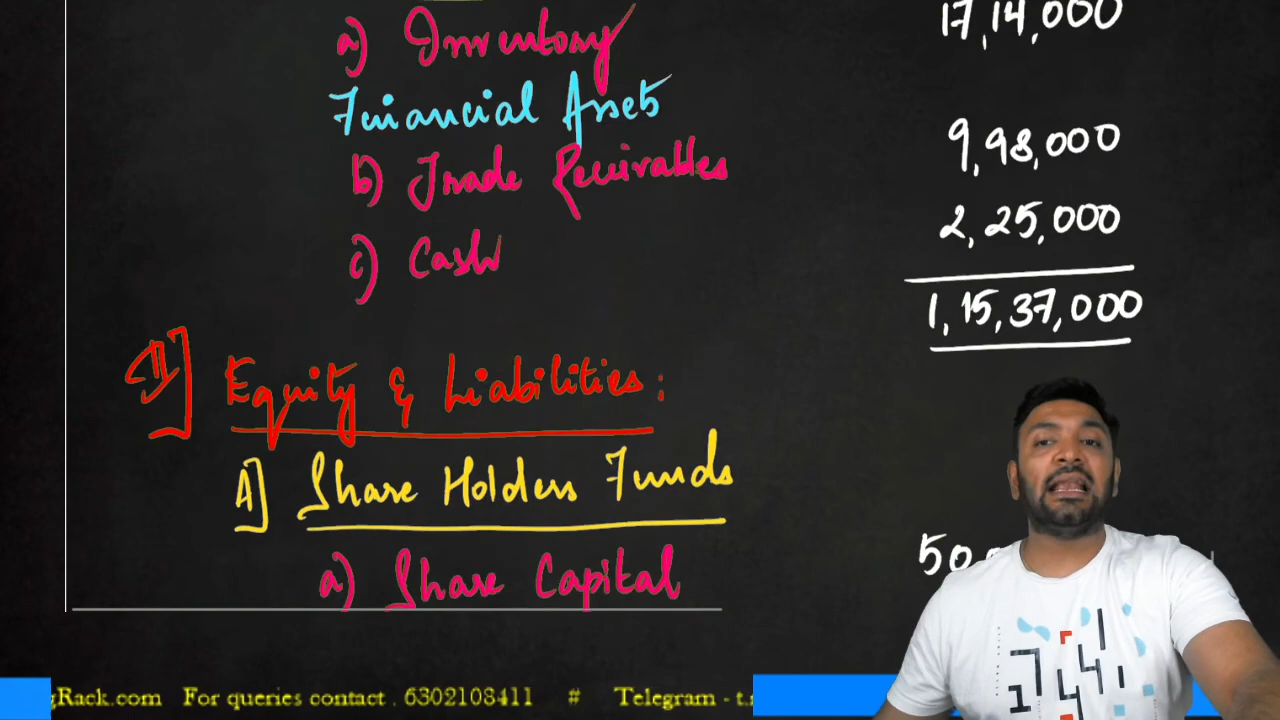 a) Inventory 17,14,000
Financial Assets
b) Trade Receivables 9,98,000
c) Cash 2,25,000
1,15,37,000
II] Equity & Liabilities:
A] Share Holders Funds
a) Share Capital 50,
gRack.com For queries contact . 6302108411 # Telegram - t.